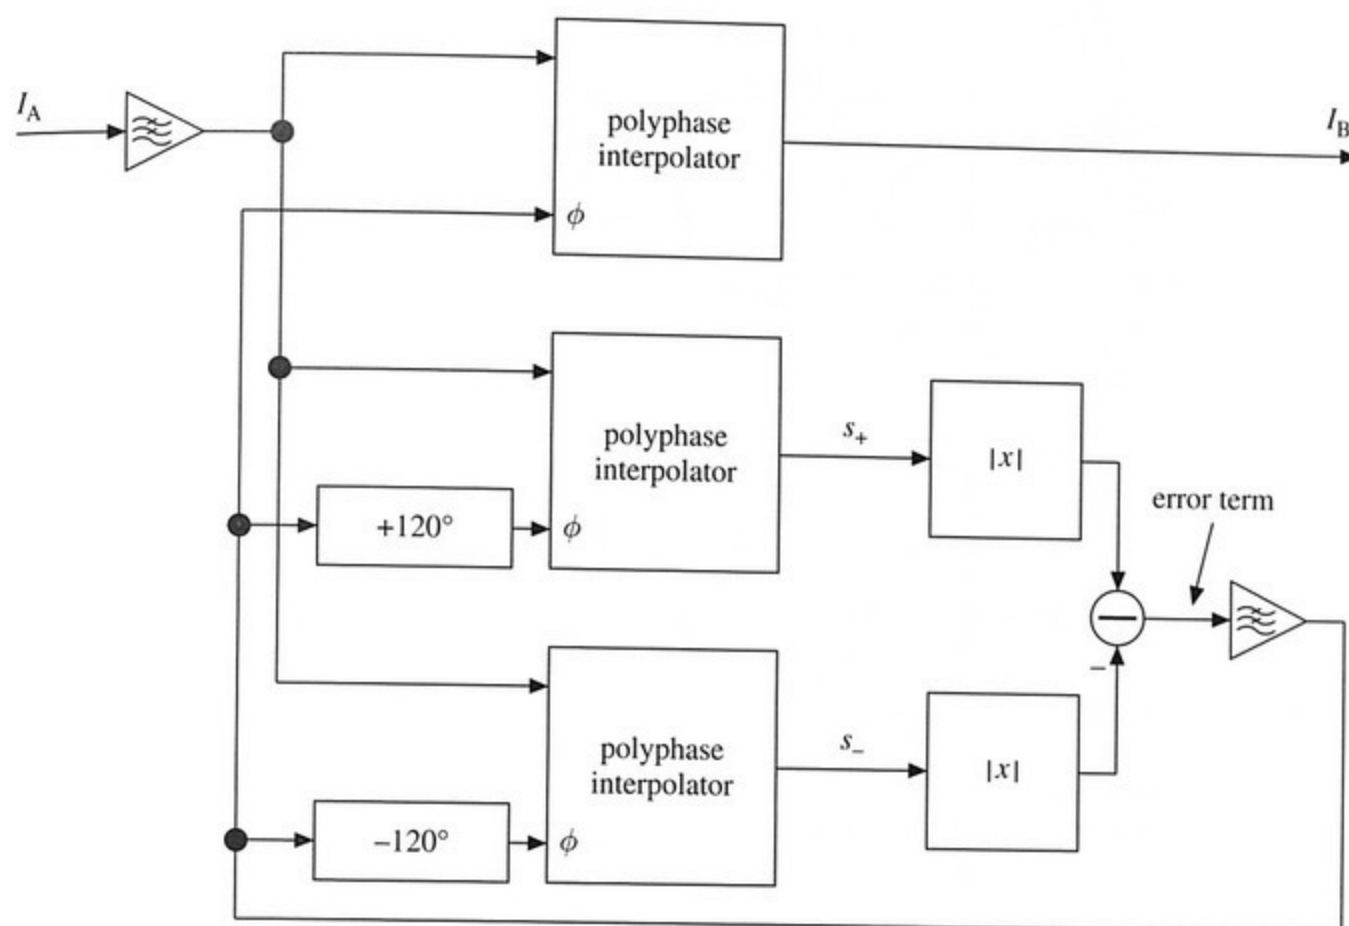 I_A
polyphase
interpolator
ϕ
I_B
polyphase
interpolator
s_+
|x|
+120°
ϕ
error term
–
polyphase
interpolator
s_–
|x|
–120°
ϕ